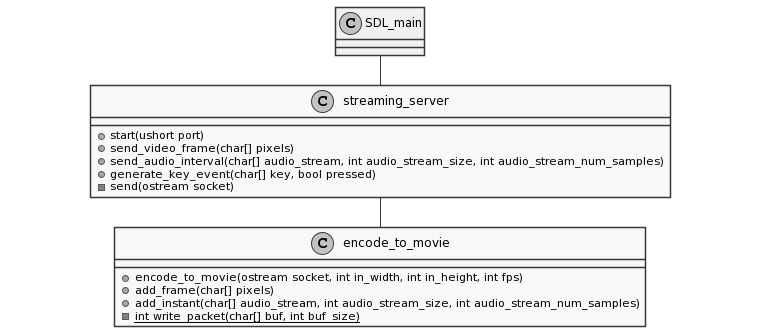 C SDL_main
C streaming_server
start(ushort port)
send_video_frame(char[] pixels)
send_audio_interval(char[] audio_stream, int audio_stream_size, int audio_stream_num_samples)
generate_key_event(char[] key, bool pressed)
send(ostream socket)
C encode_to_movie
encode_to_movie(ostream socket, int in_width, int in_height, int fps)
add_frame(char[] pixels)
add_instant(char[] audio_stream, int audio_stream_size, int audio_stream_num_samples)
int write_packet(char[] buf, int buf_size)